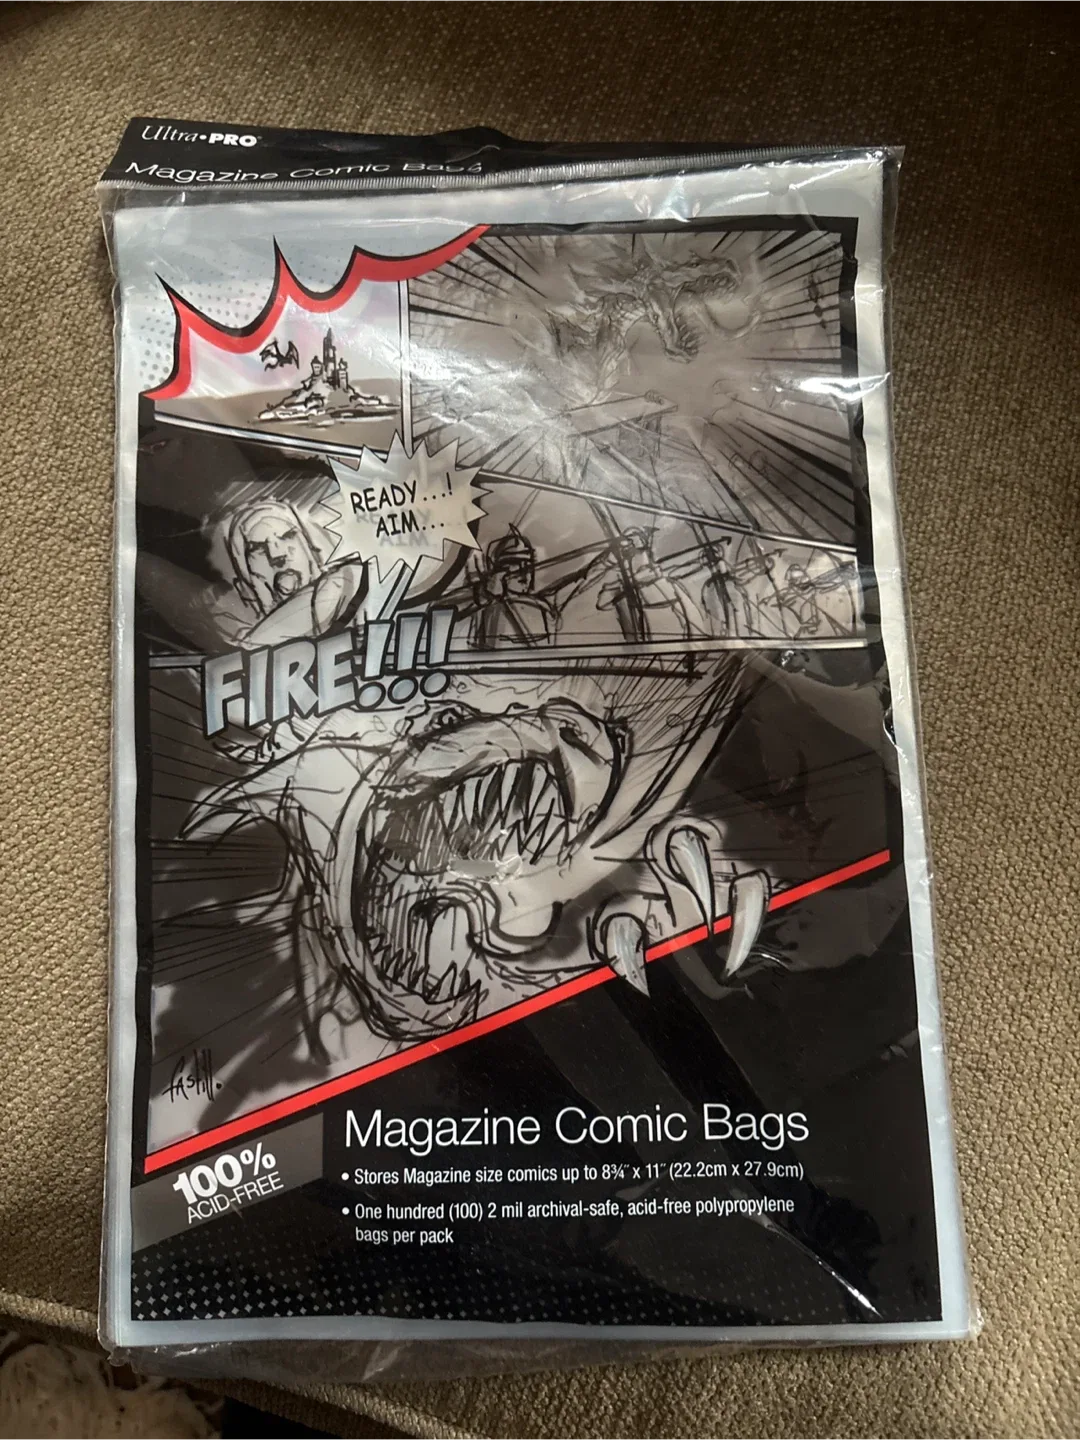 Ultra•PRO
Magazine Comic Bags
READY...!
AIM...
FIRE!!!
fastill.
100%
ACID-FREE
Magazine Comic Bags
• Stores Magazine size comics up to 8¾" x 11" (22.2cm x 27.9cm)
• One hundred (100) 2 mil archival-safe, acid-free polypropylene
bags per pack